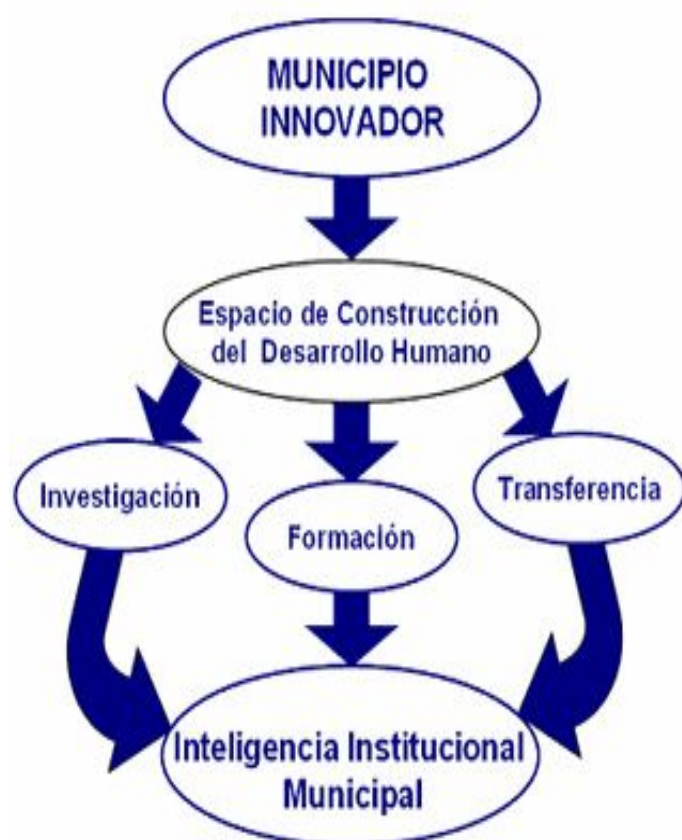 MUNICIPIO
INNOVADOR
Espacio de Construcción
del Desarrollo Humano
Investigación
Formación
Transferencia
Inteligencia Institucional
Municipal